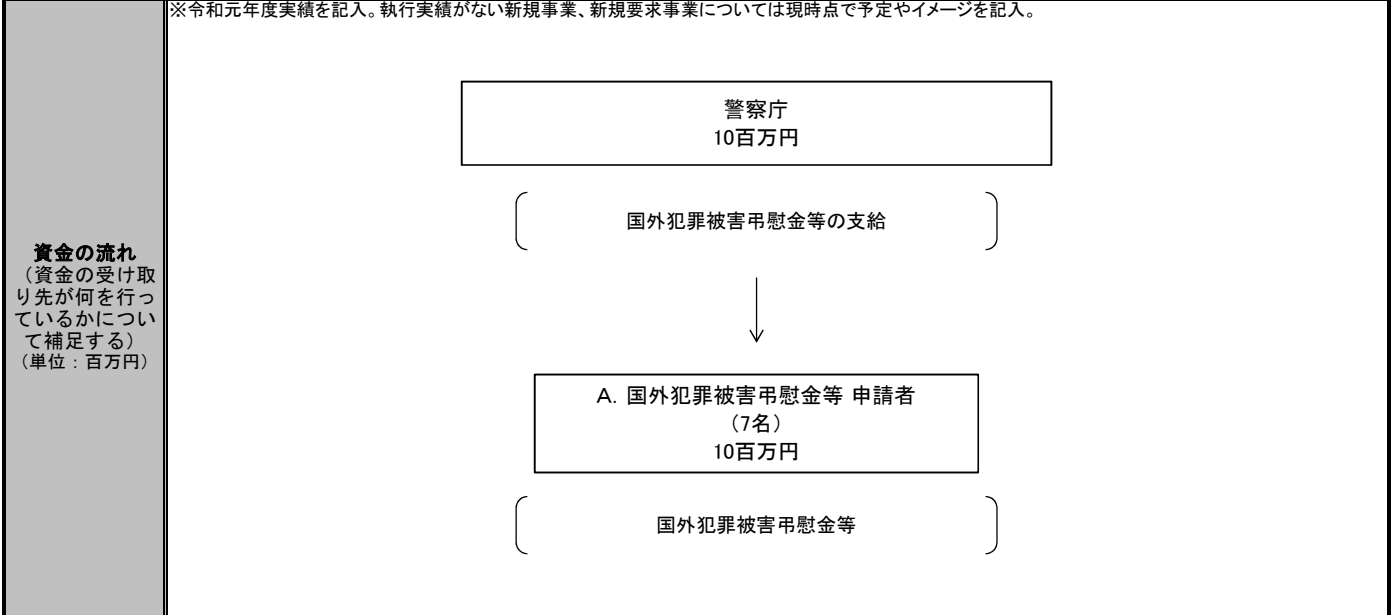 ※令和元年度実績を記入。執行実績がない新規事業、新規要求事業については現時点で予定やイメージを記入。
資金の流れ
（資金の受け取
り先が何を行っ
ているかについ
て補足する）
（単位：百万円）
警察庁
10百万円
国外犯罪被害弔慰金等の支給
A．国外犯罪被害弔慰金等 申請者
（7名）
10百万円
国外犯罪被害弔慰金等